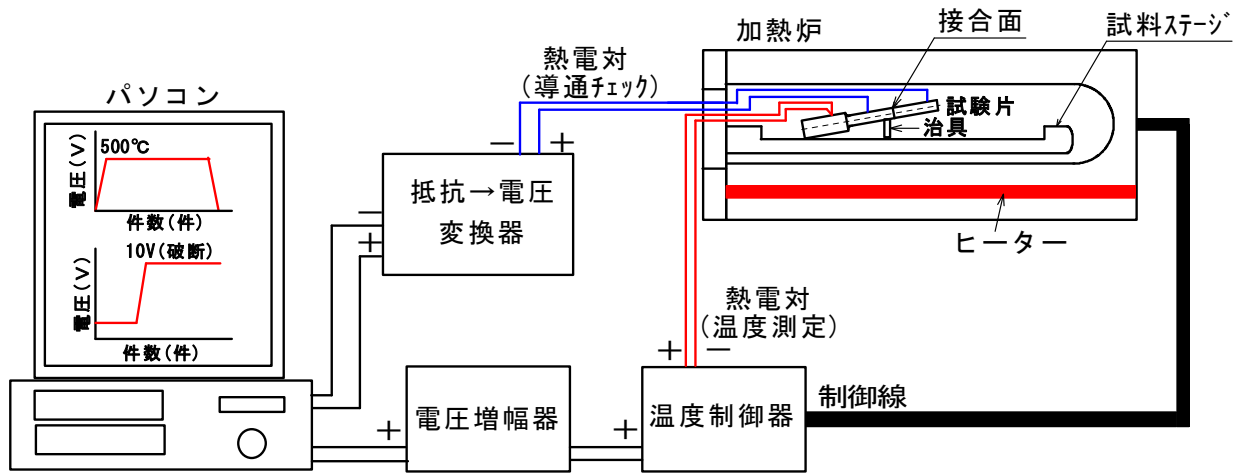 パソコン
電圧(V)
500℃
件数(件)
10V(破断)
電圧(V)
件数(件)
熱電対
(導通チェック)
－
＋
抵抗→電圧
変換器
－
＋
加熱炉
接合面
試料ステージ
試験片
治具
ヒーター
熱電対
(温度測定)
＋
－
電圧増幅器
＋
温度制御器
＋
制御線